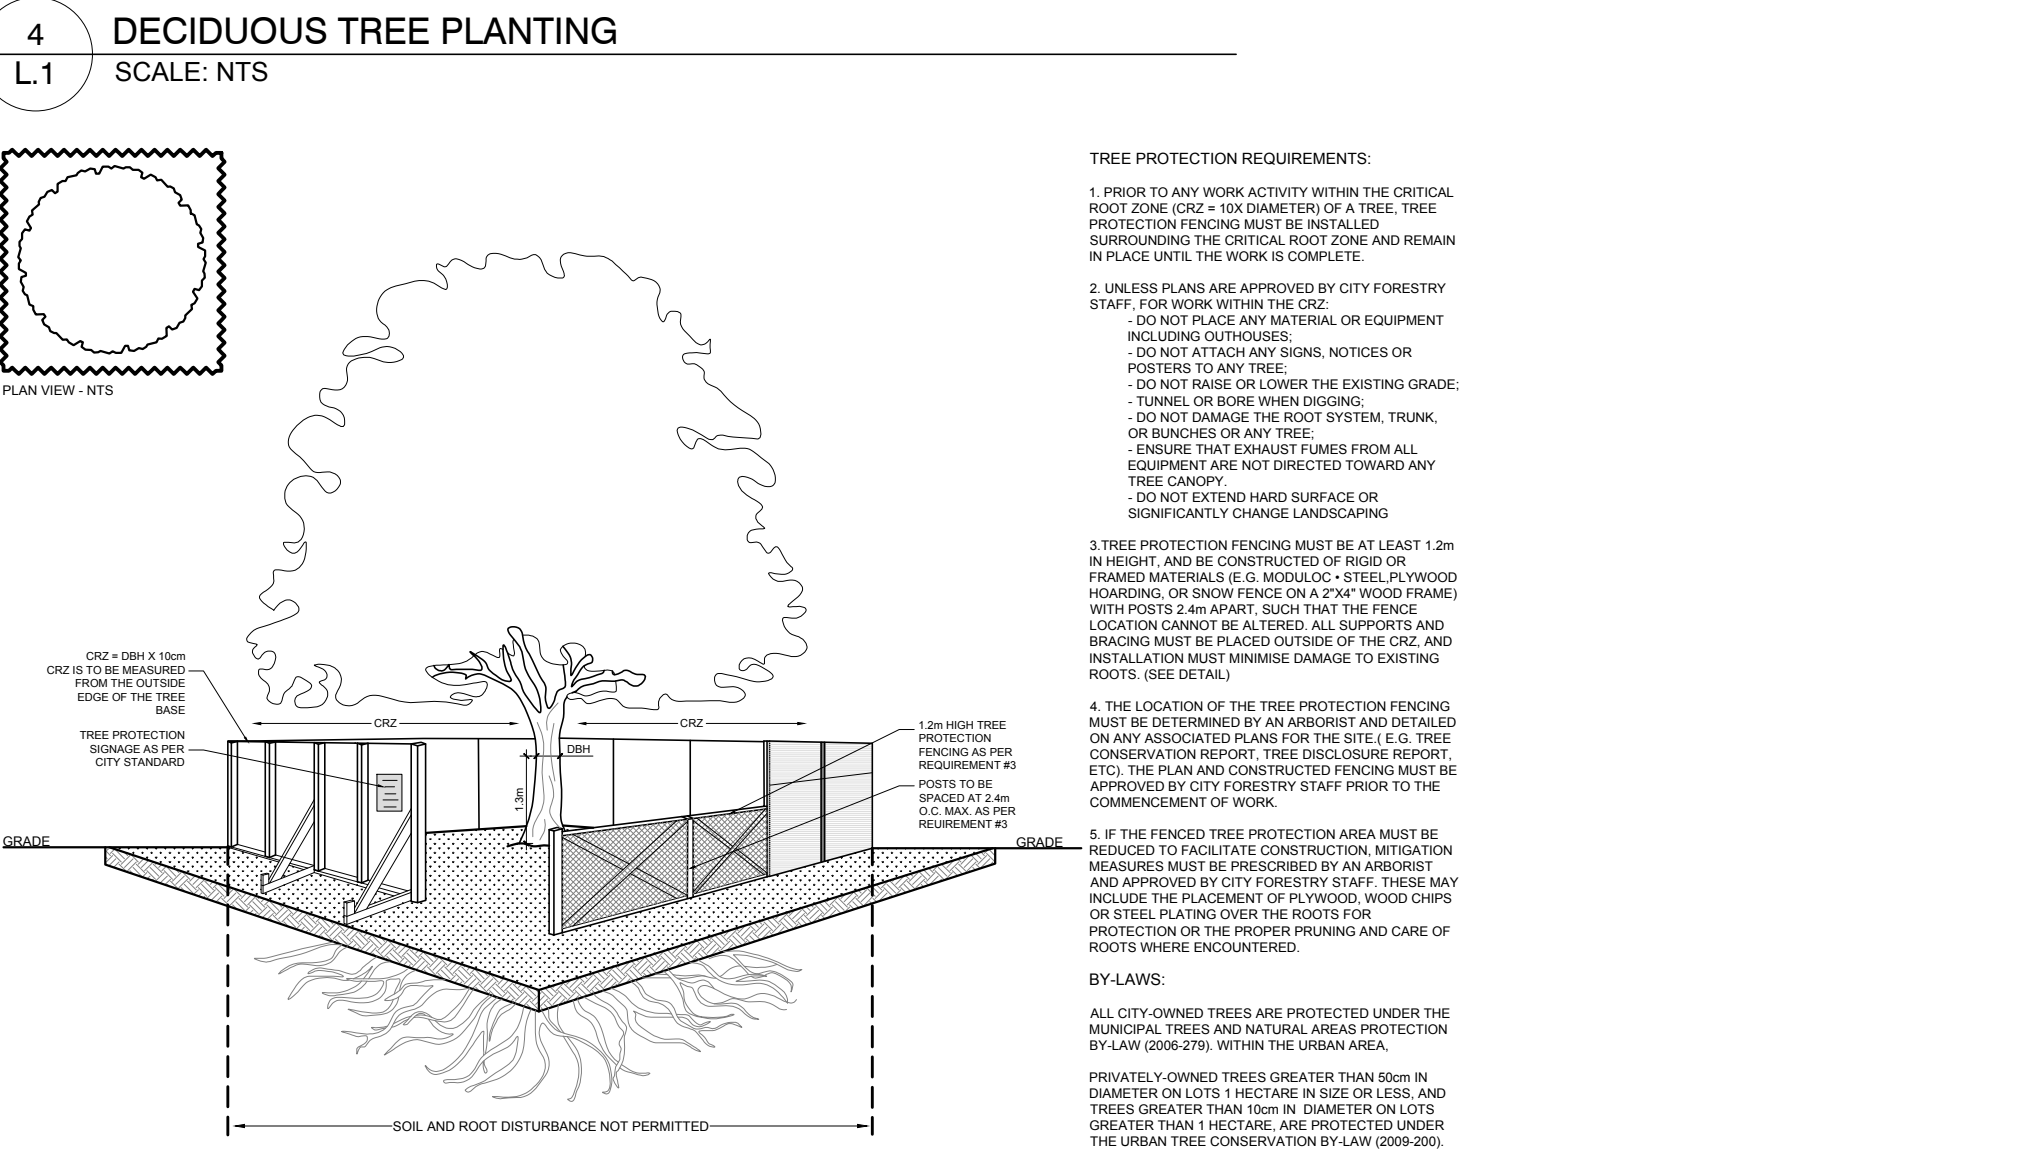 4
L.1
DECIDUOUS TREE PLANTING
SCALE: NTS
PLAN VIEW - NTS
CRZ = DBH X 10cm
CRZ IS TO BE MEASURED
FROM THE OUTSIDE
EDGE OF THE TREE
BASE
TREE PROTECTION
SIGNAGE AS PER
CITY STANDARD
GRADE
CRZ
CRZ
DBH
1.3m
1.2m HIGH TREE
PROTECTION
FENCING AS PER
REQUIREMENT #3
POSTS TO BE
SPACED AT 2.4m
O.C. MAX. AS PER
REUIREMENT #3
GRADE
SOIL AND ROOT DISTURBANCE NOT PERMITTED
TREE PROTECTION REQUIREMENTS:
1. PRIOR TO ANY WORK ACTIVITY WITHIN THE CRITICAL
ROOT ZONE (CRZ = 10X DIAMETER) OF A TREE, TREE
PROTECTION FENCING MUST BE INSTALLED
SURROUNDING THE CRITICAL ROOT ZONE AND REMAIN
IN PLACE UNTIL THE WORK IS COMPLETE.
2. UNLESS PLANS ARE APPROVED BY CITY FORESTRY
STAFF, FOR WORK WITHIN THE CRZ:
- DO NOT PLACE ANY MATERIAL OR EQUIPMENT
INCLUDING OUTHOUSES;
- DO NOT ATTACH ANY SIGNS, NOTICES OR
POSTERS TO ANY TREE;
- DO NOT RAISE OR LOWER THE EXISTING GRADE;
- TUNNEL OR BORE WHEN DIGGING;
- DO NOT DAMAGE THE ROOT SYSTEM, TRUNK,
OR BUNCHES OR ANY TREE;
- ENSURE THAT EXHAUST FUMES FROM ALL
EQUIPMENT ARE NOT DIRECTED TOWARD ANY
TREE CANOPY.
- DO NOT EXTEND HARD SURFACE OR
SIGNIFICANTLY CHANGE LANDSCAPING
3.TREE PROTECTION FENCING MUST BE AT LEAST 1.2m
IN HEIGHT, AND BE CONSTRUCTED OF RIGID OR
FRAMED MATERIALS (E.G. MODULOC • STEEL,PLYWOOD
HOARDING, OR SNOW FENCE ON A 2"X4" WOOD FRAME)
WITH POSTS 2.4m APART, SUCH THAT THE FENCE
LOCATION CANNOT BE ALTERED. ALL SUPPORTS AND
BRACING MUST BE PLACED OUTSIDE OF THE CRZ, AND
INSTALLATION MUST MINIMISE DAMAGE TO EXISTING
ROOTS. (SEE DETAIL)
4. THE LOCATION OF THE TREE PROTECTION FENCING
MUST BE DETERMINED BY AN ARBORIST AND DETAILED
ON ANY ASSOCIATED PLANS FOR THE SITE.( E.G. TREE
CONSERVATION REPORT, TREE DISCLOSURE REPORT,
ETC). THE PLAN AND CONSTRUCTED FENCING MUST BE
APPROVED BY CITY FORESTRY STAFF PRIOR TO THE
COMMENCEMENT OF WORK.
5. IF THE FENCED TREE PROTECTION AREA MUST BE
REDUCED TO FACILITATE CONSTRUCTION, MITIGATION
MEASURES MUST BE PRESCRIBED BY AN ARBORIST
AND APPROVED BY CITY FORESTRY STAFF. THESE MAY
INCLUDE THE PLACEMENT OF PLYWOOD, WOOD CHIPS
OR STEEL PLATING OVER THE ROOTS FOR
PROTECTION OR THE PROPER PRUNING AND CARE OF
ROOTS WHERE ENCOUNTERED.
BY-LAWS:
ALL CITY-OWNED TREES ARE PROTECTED UNDER THE
MUNICIPAL TREES AND NATURAL AREAS PROTECTION
BY-LAW (2006-279). WITHIN THE URBAN AREA,
PRIVATELY-OWNED TREES GREATER THAN 50cm IN
DIAMETER ON LOTS 1 HECTARE IN SIZE OR LESS, AND
TREES GREATER THAN 10cm IN DIAMETER ON LOTS
GREATER THAN 1 HECTARE, ARE PROTECTED UNDER
THE URBAN TREE CONSERVATION BY-LAW (2009-200).